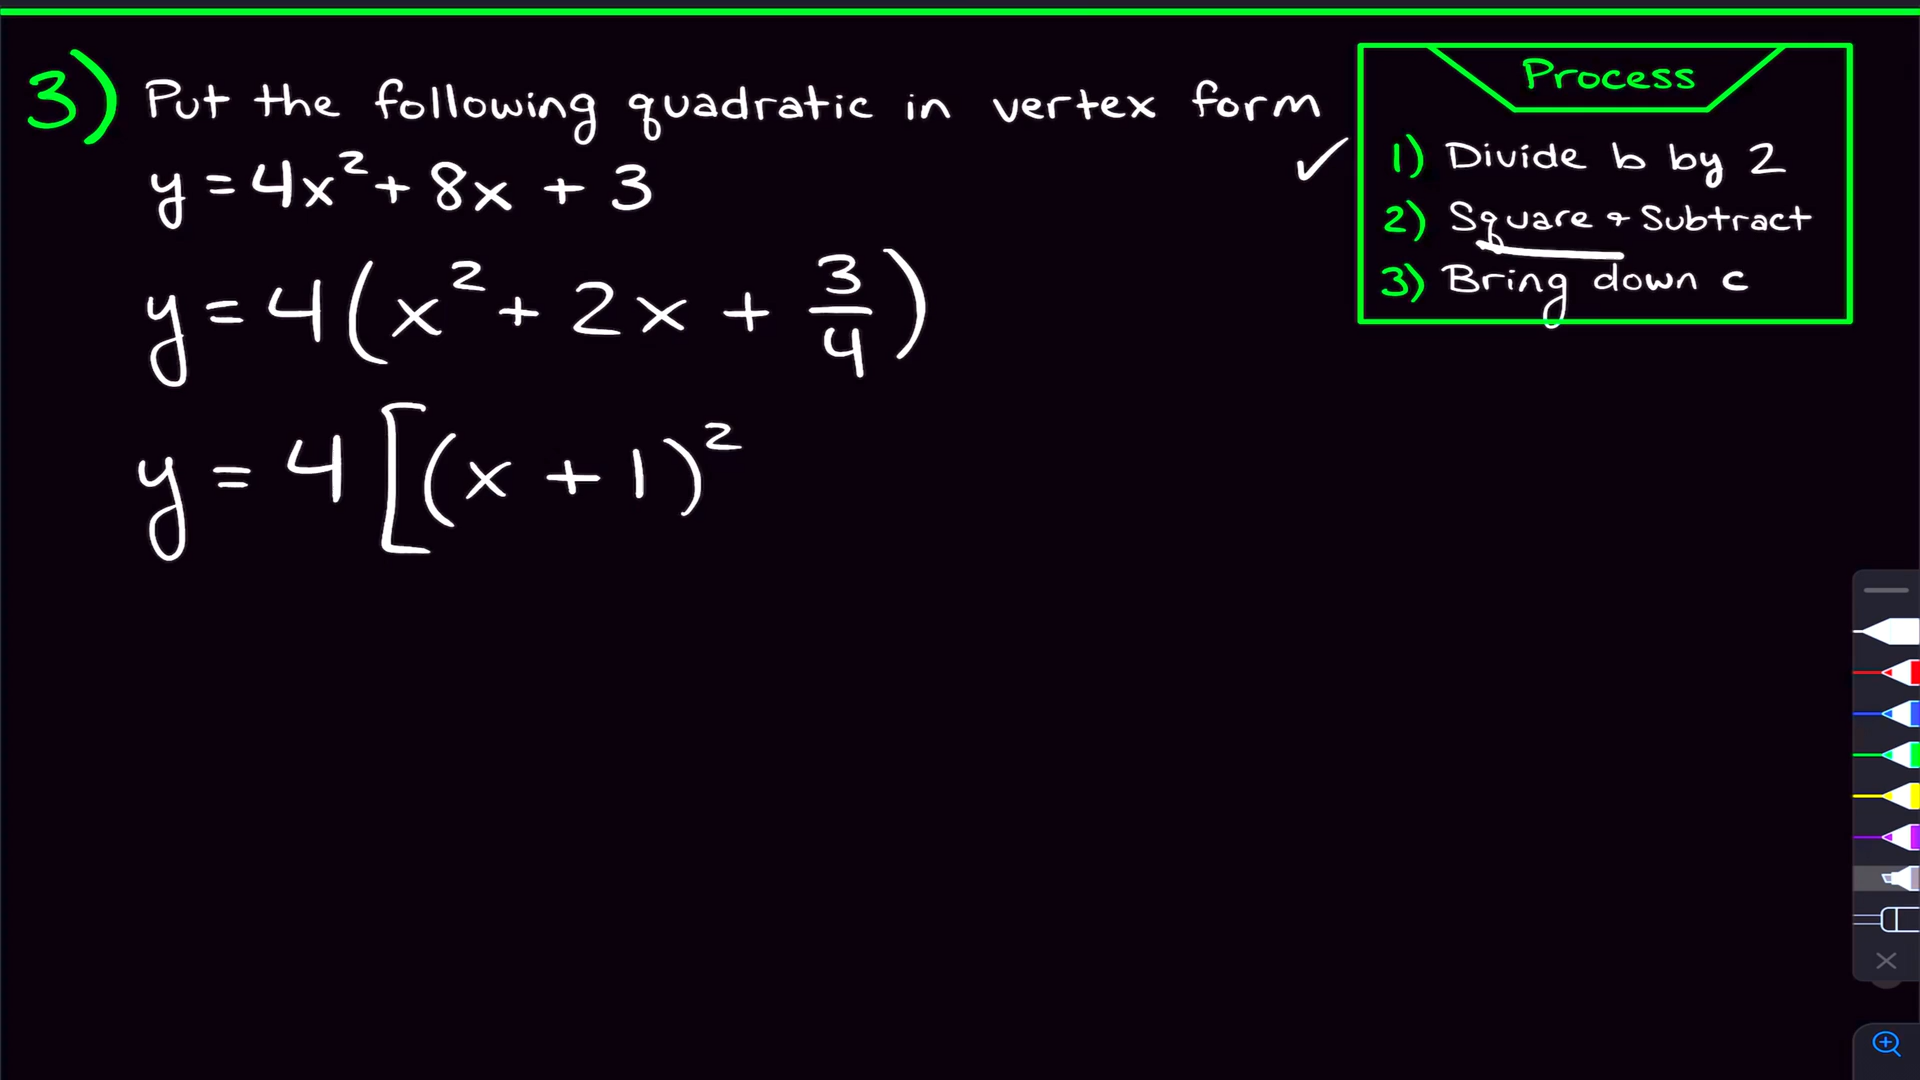 3) Put the following quadratic in vertex form
y = 4x² + 8x + 3
y = 4(x² + 2x + 3/4)
y = 4[(x + 1)²
Process
✓ 1) Divide b by 2
2) Square & Subtract
3) Bring down c